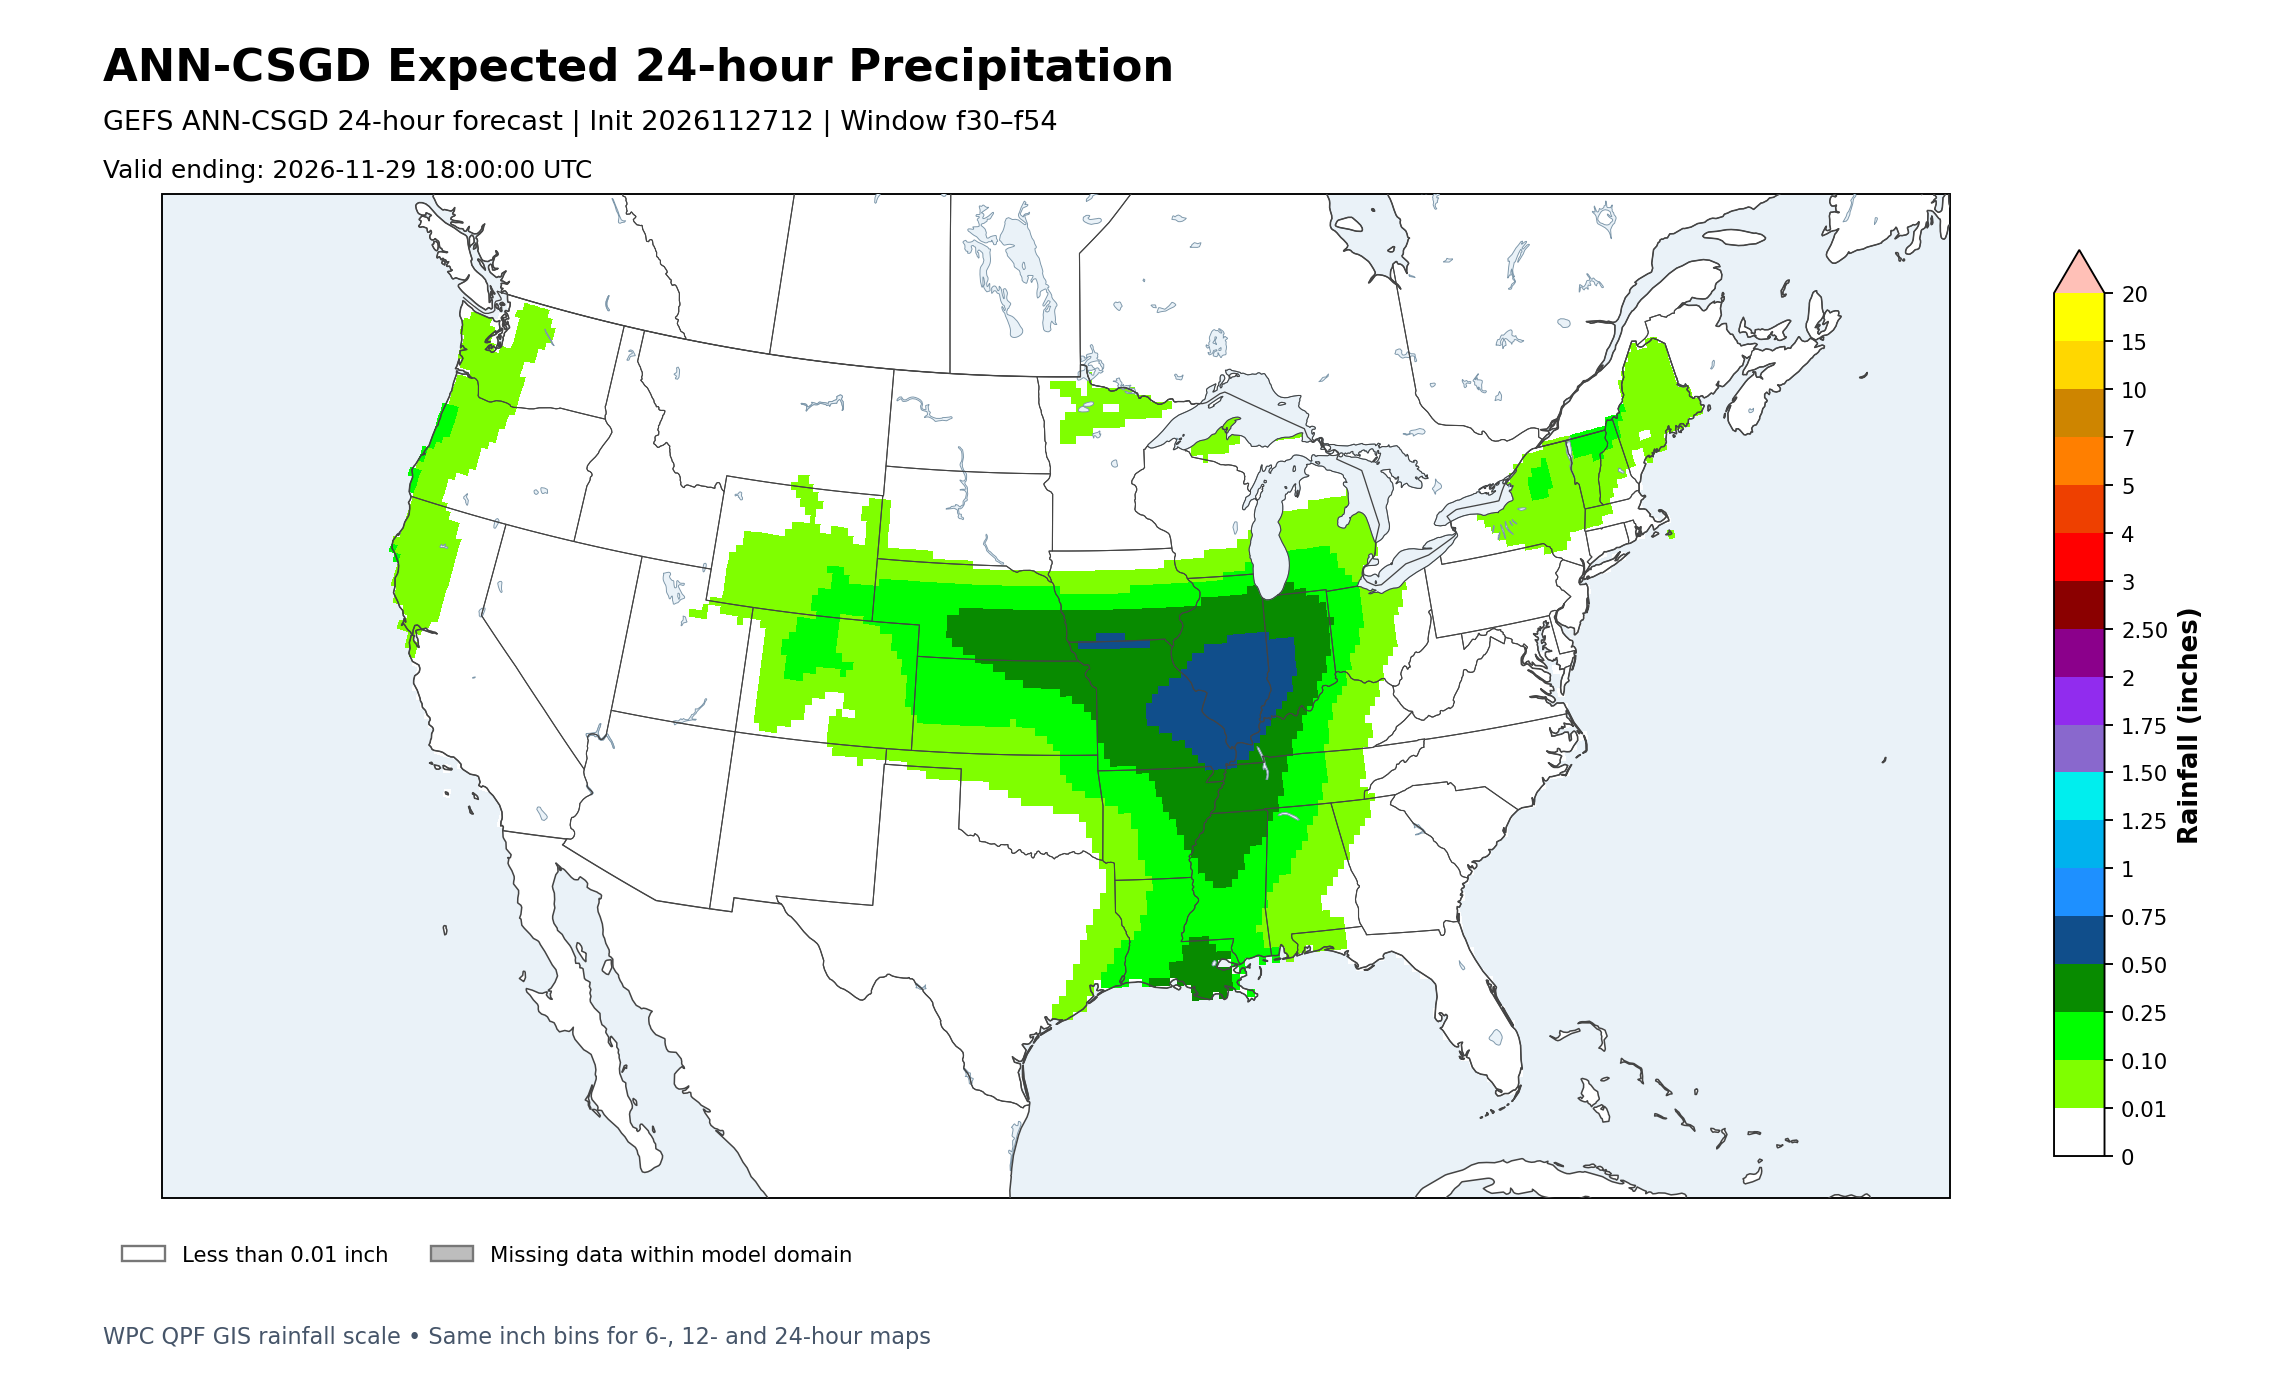 ANN-CSGD Expected 24-hour Precipitation
GEFS ANN-CSGD 24-hour forecast | Init 2026112712 | Window f30–f54
Valid ending: 2026-11-29 18:00:00 UTC
20
15
10
7
5
4
3
2.50
2
1.75
1.50
1.25
1
0.75
0.50
0.25
0.10
0.01
0
Rainfall (inches)
Less than 0.01 inch
Missing data within model domain
WPC QPF GIS rainfall scale • Same inch bins for 6-, 12- and 24-hour maps